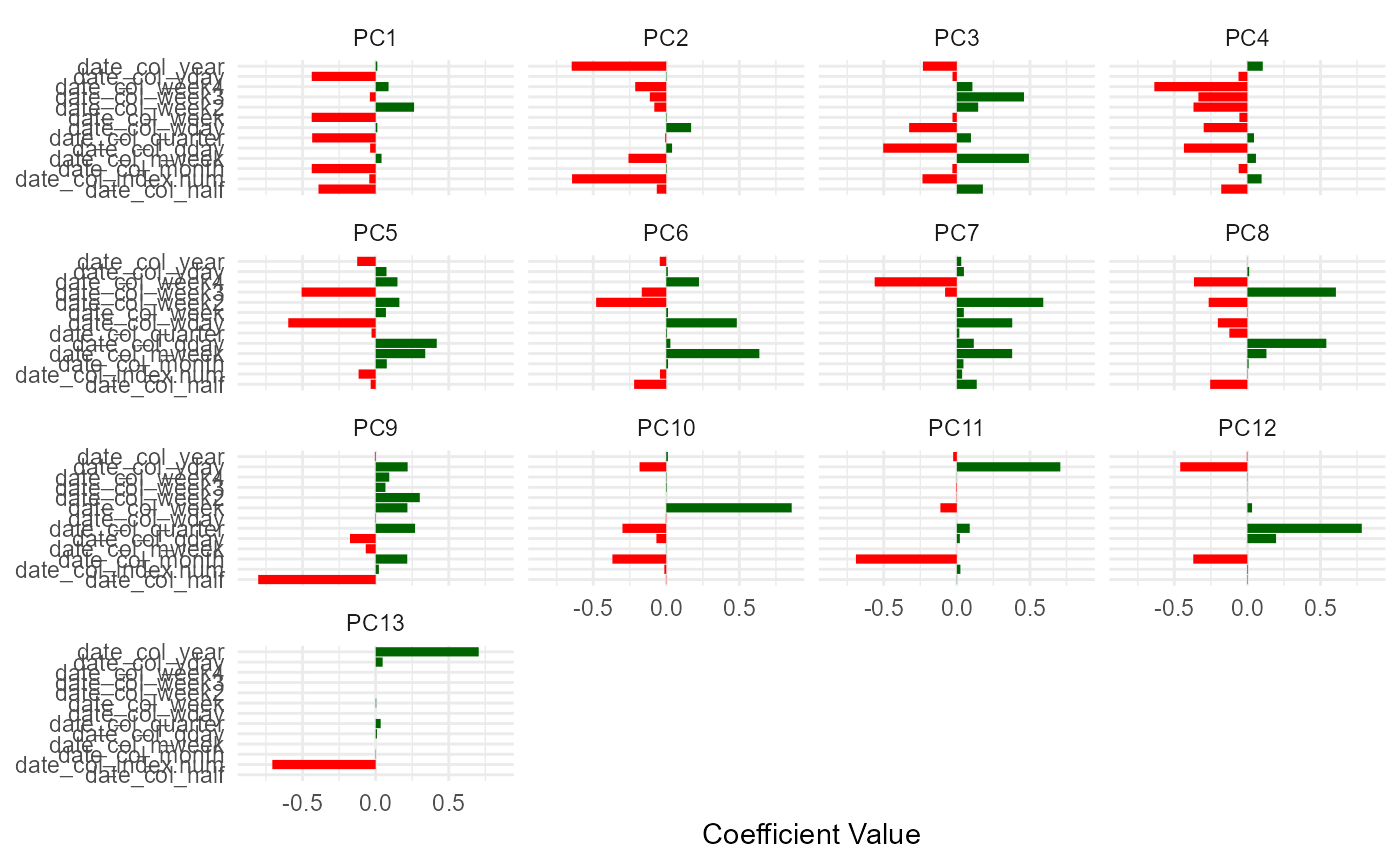 PC1 PC2 PC3 PC4
date_col_year
date_col_yday
date_col_week4
date_col_week3
date_col_week2
date_col_week
date_col_wday
date_col_quarter
date_col_qday
date_col_mweek
date_col_month
date_col_index.num
date_col_half
PC5 PC6 PC7 PC8
date_col_year
date_col_yday
date_col_week4
date_col_week3
date_col_week2
date_col_week
date_col_wday
date_col_quarter
date_col_qday
date_col_mweek
date_col_month
date_col_index.num
date_col_half
PC9 PC10 PC11 PC12
date_col_year
date_col_yday
date_col_week4
date_col_week3
date_col_week2
date_col_week
date_col_wday
date_col_quarter
date_col_qday
date_col_mweek
date_col_month
date_col_index.num
date_col_half
-0.5 0.0 0.5 -0.5 0.0 0.5 -0.5 0.0 0.5
PC13
date_col_year
date_col_yday
date_col_week4
date_col_week3
date_col_week2
date_col_week
date_col_wday
date_col_quarter
date_col_qday
date_col_mweek
date_col_month
date_col_index.num
date_col_half
-0.5 0.0 0.5
Coefficient Value